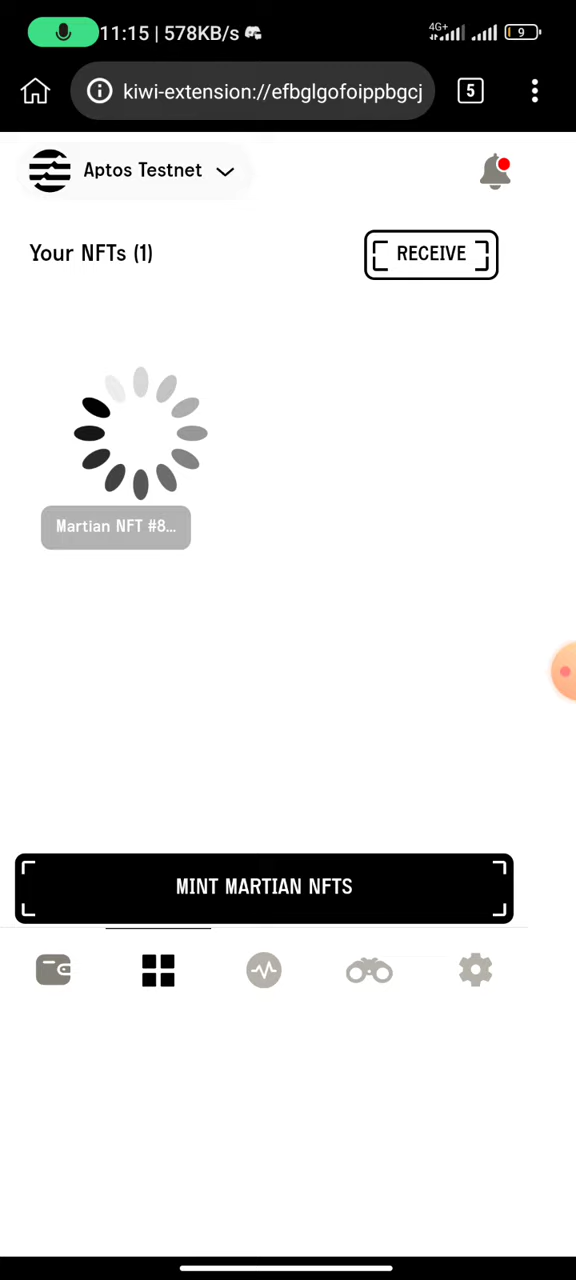 11:15 | 578KB/s
4G+
9
kiwi-extension://efbglgofoippbgcj
5
Aptos Testnet
Your NFTs (1)
RECEIVE
Martian NFT #8...
MINT MARTIAN NFTS